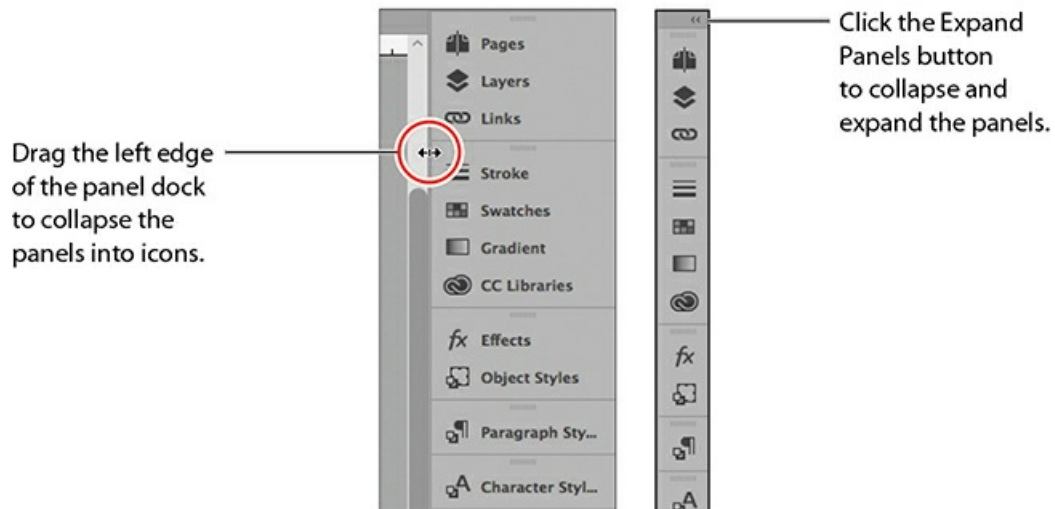 Drag the left edge
of the panel dock
to collapse the
panels into icons.
Pages
Layers
Links
Stroke
Swatches
Gradient
CC Libraries
fx Effects
Object Styles
Paragraph Sty...
A Character Styl...
fx
A
Click the Expand
Panels button
to collapse and
expand the panels.